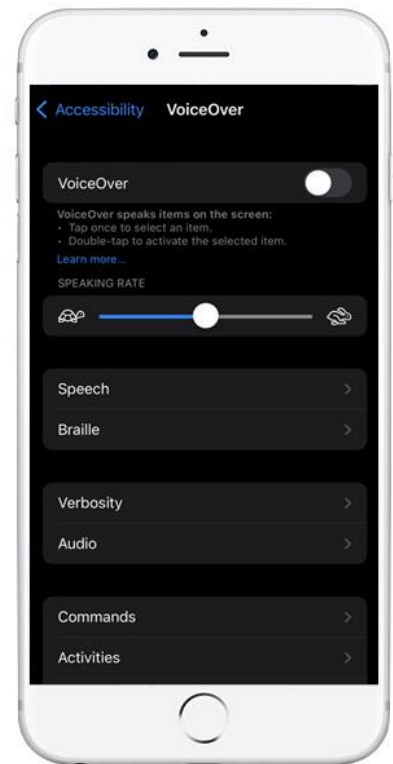 Accessibility VoiceOver
VoiceOver
VoiceOver speaks items on the screen:
• Tap once to select an item.
• Double-tap to activate the selected item.
Learn more...
SPEAKING RATE
Speech
Braille
Verbosity
Audio
Commands
Activities